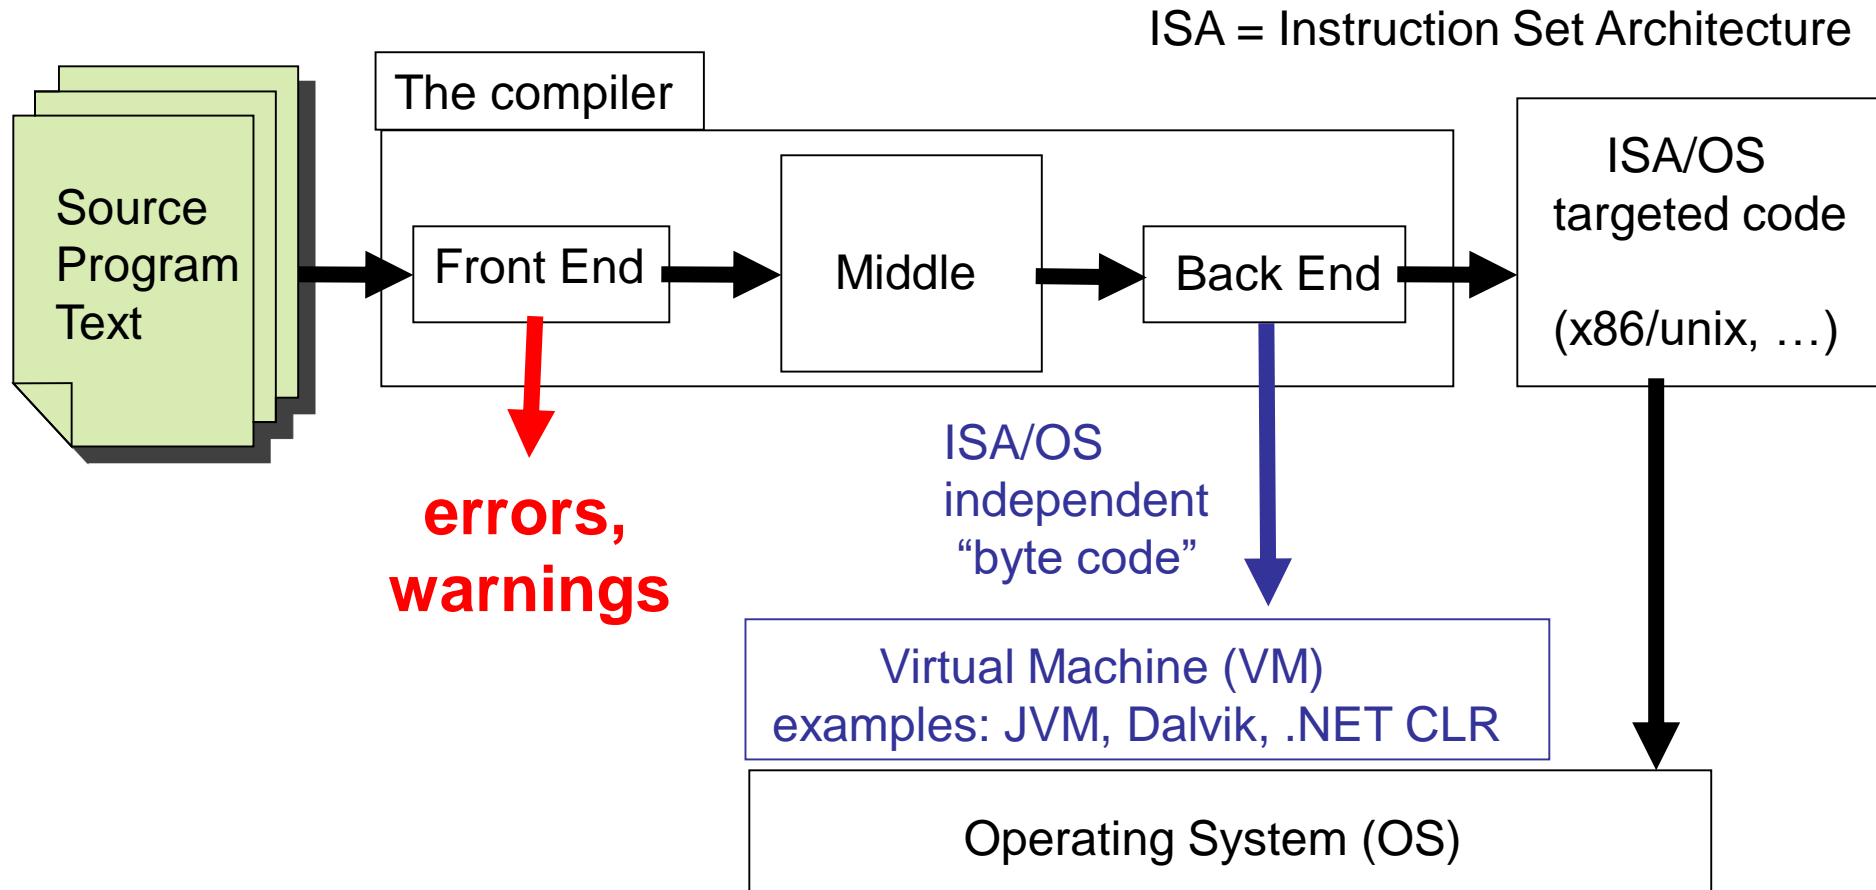 ISA = Instruction Set Architecture
The compiler
Source
Program
Text
Front End
Middle
Back End
ISA/OS
targeted code
(x86/unix, …)
errors,
warnings
ISA/OS
independent
“byte code”
Virtual Machine (VM)
examples: JVM, Dalvik, .NET CLR
Operating System (OS)